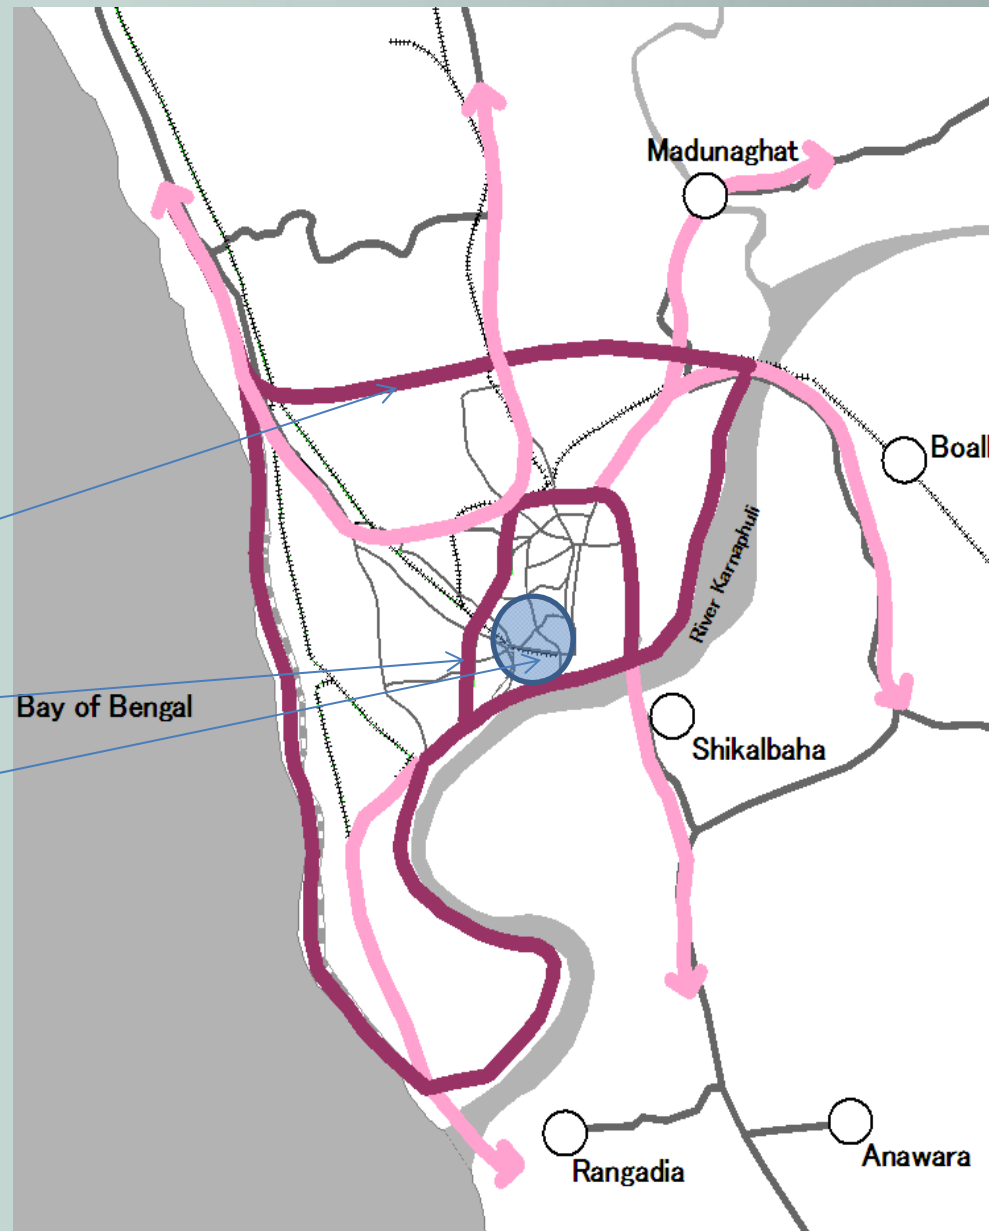 Madunaghat
Boall
River Karnaphuli
Bay of Bengal
Shikalbaha
Rangadia
Anawara